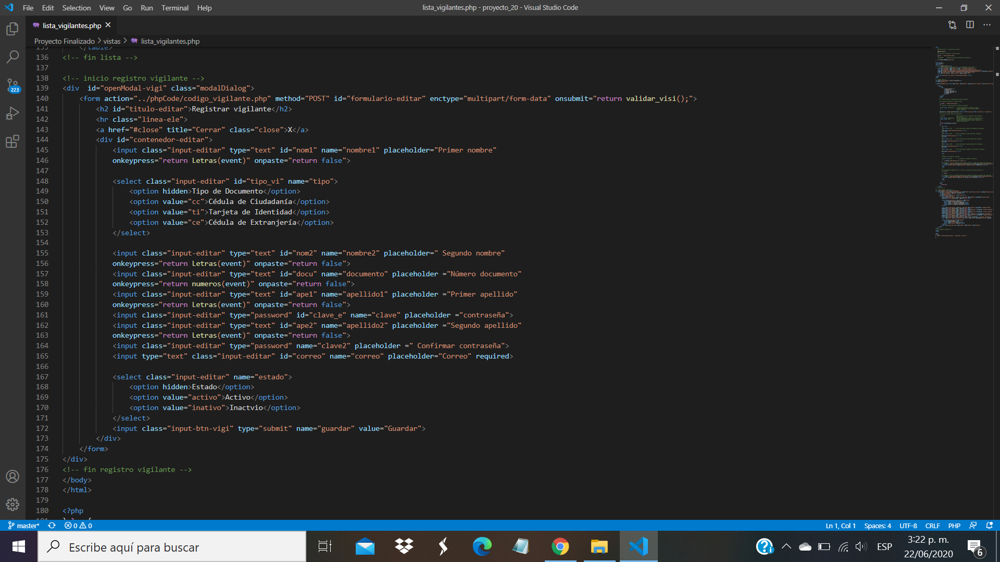 File Edit Selection View Go Run Terminal Help
lista_vigilantes.php - proyecto_20 - Visual Studio Code
lista_vigilantes.php
Proyecto Finalizado > vistas > lista_vigilantes.php
135 </table>
136 <!-- fin lista -->
137
138 <!-- inicio registro vigilante -->
139 <div  id="openModal-vigi" class="modalDialog">
140 <form action="../phpCode/codigo_vigilante.php" method="POST" id="formulario-editar" enctype="multipart/form-data" onsubmit="return validar_visi();">
141 <h2 id="titulo-editar">Registrar vigilante</h2>
142 <hr class="linea-ele">
143 <a href="#close" title="Cerrar" class="close">X</a>
144 <div id="contenedor-editar">
145 <input class="input-editar" type="text" id="nom1" name="nombre1" placeholder="Primer nombre"
146 onkeypress="return Letras(event)" onpaste="return false">
147
148 <select class="input-editar" id="tipo_vi" name="tipo">
149 <option hidden>Tipo de Documento</option>
150 <option value="cc">Cédula de Ciudadanía</option>
151 <option value="ti">Tarjeta de Identidad</option>
152 <option value="ce">Cédula de Extranjería</option>
153 </select>
154
155 <input class="input-editar" type="text" id="nom2" name="nombre2" placeholder=" Segundo nombre"
156 onkeypress="return Letras(event)" onpaste="return false">
157 <input class="input-editar" type="text" id="docu" name="documento" placeholder ="Número documento"
158 onkeypress="return numeros(event)" onpaste="return false">
159 <input class="input-editar" type="text" id="ape1" name="apellido1" placeholder ="Primer apellido"
160 onkeypress="return Letras(event)" onpaste="return false">
161 <input class="input-editar" type="password" id="clave_e" name="clave" placeholder ="contraseña">
162 <input class="input-editar" type="text" id="ape2" name="apellido2" placeholder ="Segundo apellido"
163 onkeypress="return Letras(event)" onpaste="return false">
164 <input class="input-editar" type="password" name="clave2" placeholder =" Confirmar contraseña">
165 <input type="text" class="input-editar" id="correo" name="correo" placeholder="Correo" required>
166
167 <select class="input-editar" name="estado">
168 <option hidden>Estado</option>
169 <option value="activo">Activo</option>
170 <option value="inativo">Inactvio</option>
171 </select>
172 <input class="input-btn-vigi" type="submit" name="guardar" value="Guardar">
173 </div>
174 </form>
175 </div>
176 <!-- fin registro vigilante -->
177 </body>
178 </html>
179
180 <?php
223
master* 0 0 Ln 1, Col 1 Spaces: 4 UTF-8 CRLF PHP
Escribe aquí para buscar
ESP
3:22 p. m.
22/06/2020
6